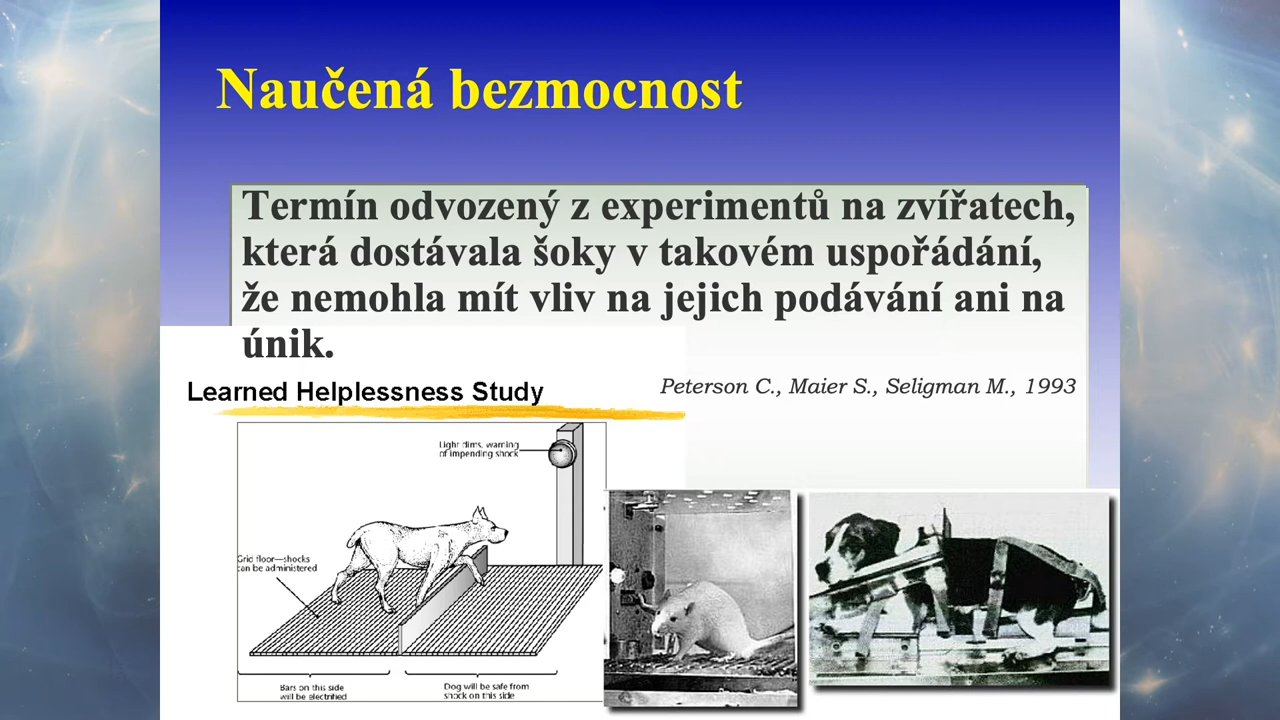 Naučená bezmocnost
Termín odvozený z experimentů na zvířatech,
která dostávala šoky v takovém uspořádání,
že nemohla mít vliv na jejich podávání ani na
únik.
Peterson C., Maier S., Seligman M., 1993
Learned Helplessness Study
Light dims, warning
of impending shock
Grid floor—shocks
can be administered
Bars on this side
will be electrified
Dog will be safe from
shock on this side